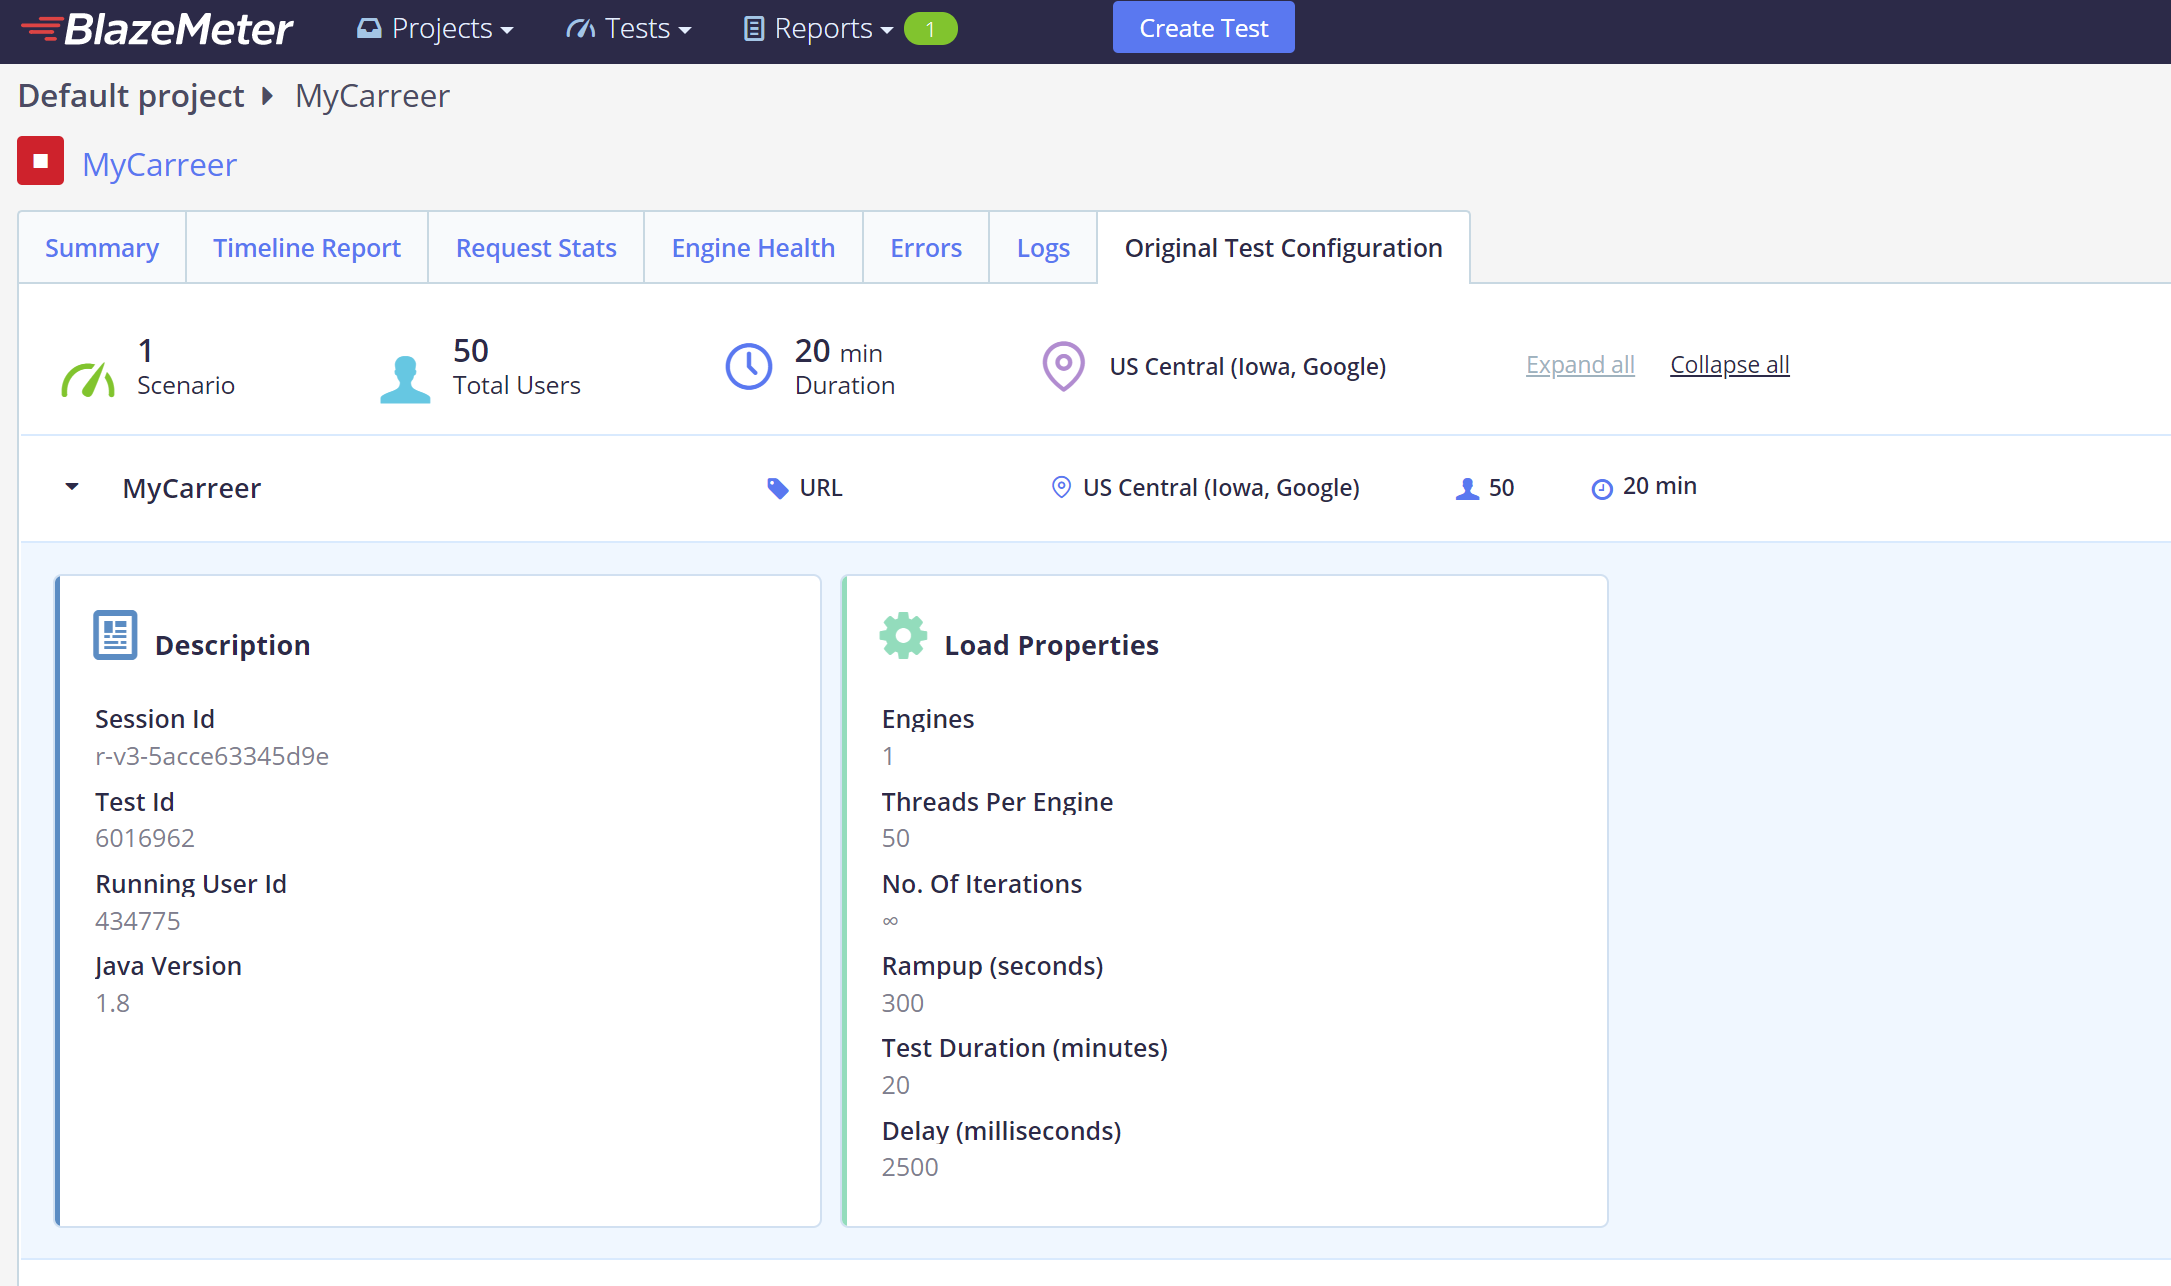 BlazeMeter Projects Tests Reports 1 Create Test
Default project MyCarreer
MyCarreer
Summary Timeline Report Request Stats Engine Health Errors Logs Original Test Configuration
1 Scenario
50 Total Users
20 min Duration
US Central (Iowa, Google) Expand all Collapse all
MyCarreer URL US Central (Iowa, Google) 50 20 min
Description
Session Id
r-v3-5acce63345d9e
Test Id
6016962
Running User Id
434775
Java Version
1.8
Load Properties
Engines
1
Threads Per Engine
50
No. Of Iterations
∞
Rampup (seconds)
300
Test Duration (minutes)
20
Delay (milliseconds)
2500